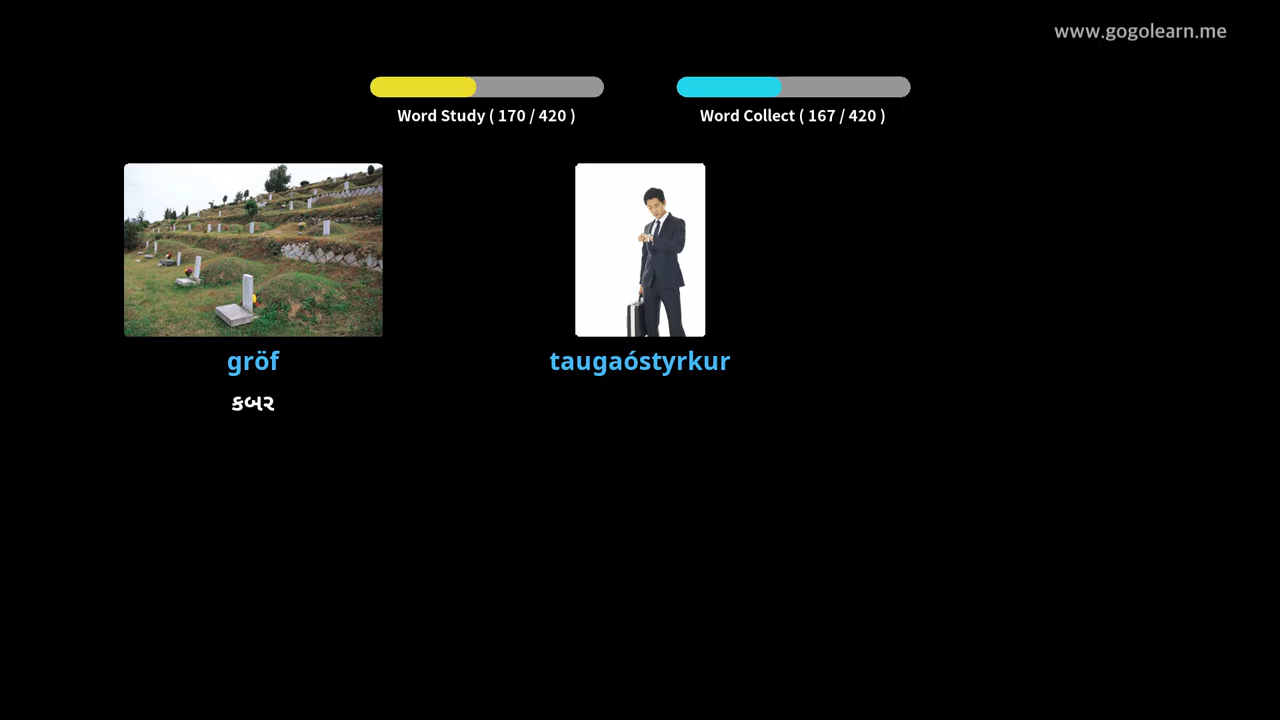 www.gogolearn.me
Word Study ( 170 / 420 )
Word Collect ( 167 / 420 )
gröf
taugaóstyrkur
કબર